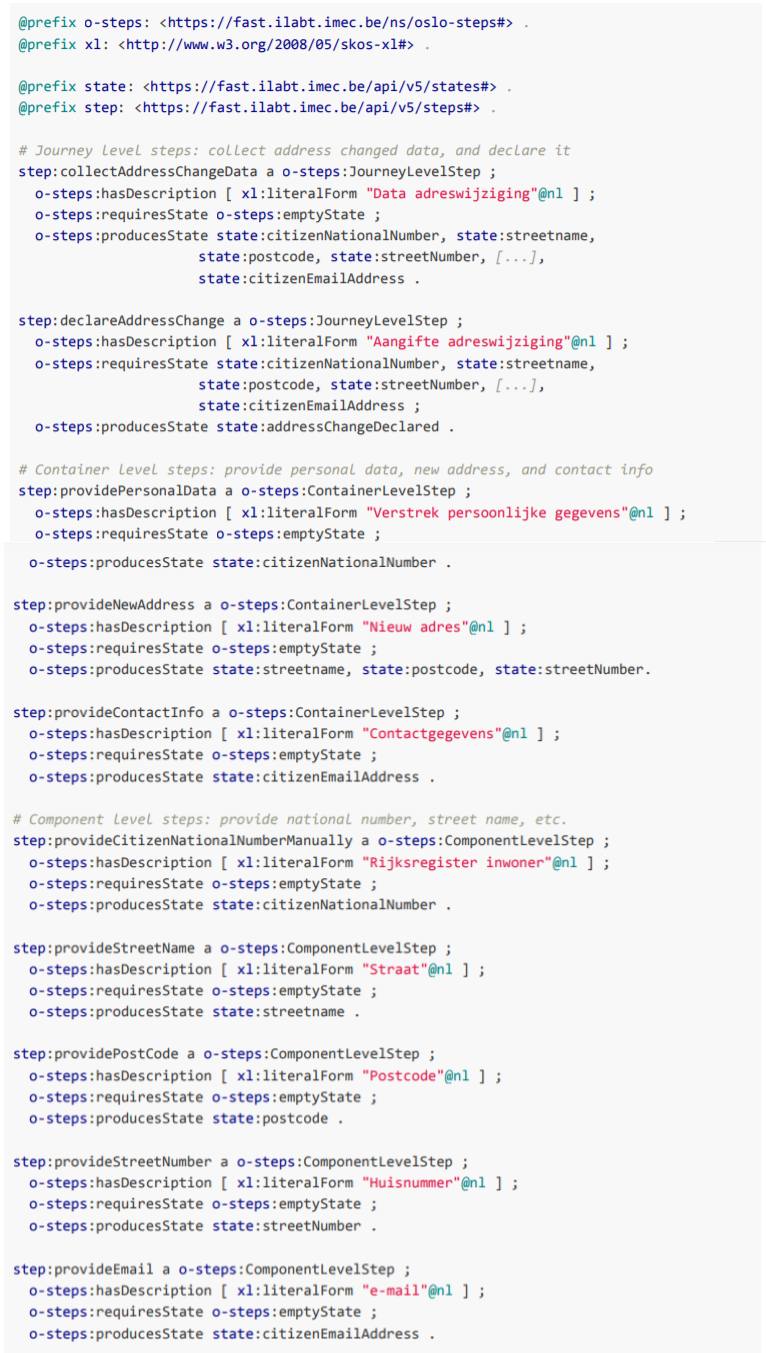 @prefix o-steps: <https://fast.ilabt.imec.be/ns/oslo-steps#> .
@prefix xl: <http://www.w3.org/2008/05/skos-xl#> .

@prefix state: <https://fast.ilabt.imec.be/api/v5/states#> .
@prefix step: <https://fast.ilabt.imec.be/api/v5/steps#> .

# Journey level steps: collect address changed data, and declare it
step:collectAddressChangeData a o-steps:JourneyLevelStep ;
  o-steps:hasDescription [ xl:literalForm "Data adreswijziging"@nl ] ;
  o-steps:requiresState o-steps:emptyState ;
  o-steps:producesState state:citizenNationalNumber, state:streetname,
                      state:postcode, state:streetNumber, [...],
                      state:citizenEmailAddress .

step:declareAddressChange a o-steps:JourneyLevelStep ;
  o-steps:hasDescription [ xl:literalForm "Aangifte adreswijziging"@nl ] ;
  o-steps:requiresState state:citizenNationalNumber, state:streetname,
                      state:postcode, state:streetNumber, [...],
                      state:citizenEmailAddress ;
  o-steps:producesState state:addressChangeDeclared .

# Container level steps: provide personal data, new address, and contact info
step:providePersonalData a o-steps:ContainerLevelStep ;
  o-steps:hasDescription [ xl:literalForm "Verstrek persoonlijke gegevens"@nl ] ;
  o-steps:requiresState o-steps:emptyState ;
  o-steps:producesState state:citizenNationalNumber .

step:provideNewAddress a o-steps:ContainerLevelStep ;
  o-steps:hasDescription [ xl:literalForm "Nieuw adres"@nl ] ;
  o-steps:requiresState o-steps:emptyState ;
  o-steps:producesState state:streetname, state:postcode, state:streetNumber.

step:provideContactInfo a o-steps:ContainerLevelStep ;
  o-steps:hasDescription [ xl:literalForm "Contactgegevens"@nl ] ;
  o-steps:requiresState o-steps:emptyState ;
  o-steps:producesState state:citizenEmailAddress .

# Component level steps: provide national number, street name, etc.
step:provideCitizenNationalNumberManually a o-steps:ComponentLevelStep ;
  o-steps:hasDescription [ xl:literalForm "Rijksregister inwoner"@nl ] ;
  o-steps:requiresState o-steps:emptyState ;
  o-steps:producesState state:citizenNationalNumber .

step:provideStreetName a o-steps:ComponentLevelStep ;
  o-steps:hasDescription [ xl:literalForm "Straat"@nl ] ;
  o-steps:requiresState o-steps:emptyState ;
  o-steps:producesState state:streetname .

step:providePostCode a o-steps:ComponentLevelStep ;
  o-steps:hasDescription [ xl:literalForm "Postcode"@nl ] ;
  o-steps:requiresState o-steps:emptyState ;
  o-steps:producesState state:postcode .

step:provideStreetNumber a o-steps:ComponentLevelStep ;
  o-steps:hasDescription [ xl:literalForm "Huisnummer"@nl ] ;
  o-steps:requiresState o-steps:emptyState ;
  o-steps:producesState state:streetNumber .

step:provideEmail a o-steps:ComponentLevelStep ;
  o-steps:hasDescription [ xl:literalForm "e-mail"@nl ] ;
  o-steps:requiresState o-steps:emptyState ;
  o-steps:producesState state:citizenEmailAddress .